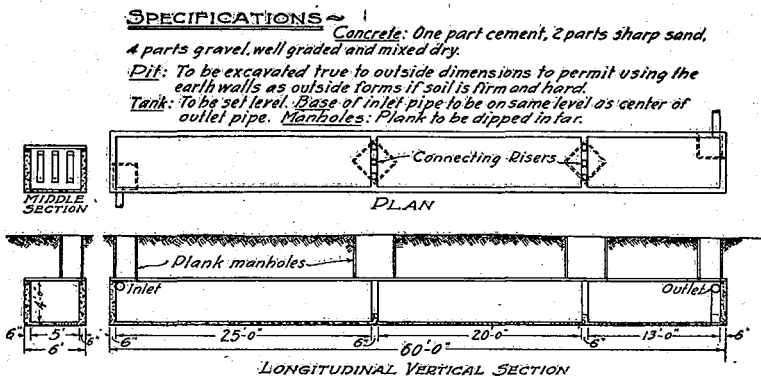 SPECIFICATIONS ~
Concrete: One part cement, 2 parts sharp sand,
4 parts gravel, well graded and mixed dry.
Pit: To be excavated true to outside dimensions to permit using the
earth walls as outside forms if soil is firm and hard.
Tank: To be set level. Base of inlet pipe to be on same level as center of
outlet pipe. Manholes: Plank to be dipped in tar.
Connecting Risers
MIDDLE
SECTION
PLAN
Plank manholes
Inlet
Outlet
4'-0"
6" 5' 6" 6" 25'-0" 6" 20'-0" 6" 13'-0" 6"
6' 60'-0"
LONGITUDINAL VERTICAL SECTION